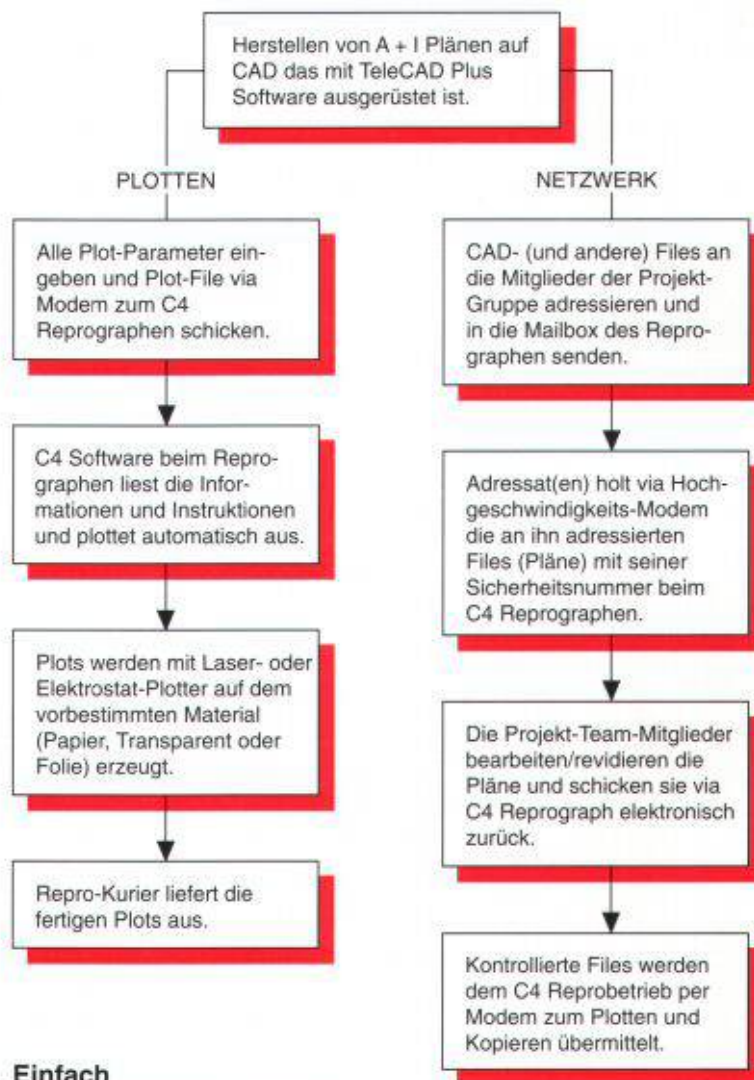 Herstellen von A + I Plänen auf
CAD das mit TeleCAD Plus
Software ausgerüstet ist.
PLOTTEN
Alle Plot-Parameter ein-
geben und Plot-File via
Modem zum C4
Reprographen schicken.
C4 Software beim Repro-
graphen liest die Infor-
mationen und Instruktionen
und plottet automatisch aus.
Plots werden mit Laser- oder
Elektrostat-Plotter auf dem
vorbestimmten Material
(Papier, Transparent oder
Folie) erzeugt.
Repro-Kurier liefert die
fertigen Plots aus.
NETZWERK
CAD- (und andere) Files an
die Mitglieder der Projekt-
Gruppe adressieren und
in die Mailbox des Repro-
graphen senden.
Adressat(en) holt via Hoch-
geschwindigkeits-Modem
die an ihn adressierten
Files (Pläne) mit seiner
Sicherheitsnummer beim
C4 Reprographen.
Die Projekt-Team-Mitglieder
bearbeiten/revidieren die
Pläne und schicken sie via
C4 Reprograph elektronisch
zurück.
Kontrollierte Files werden
dem C4 Reprobetrieb per
Modem zum Plotten und
Kopieren übermittelt.
Einfach